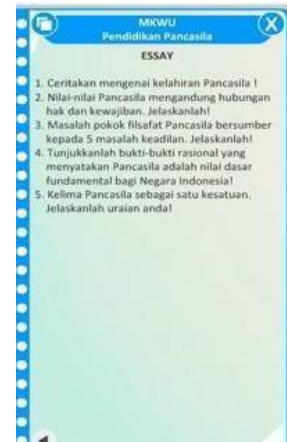 MKWU
Pendidikan Pancasila
ESSAY
1. Ceritakan mengenai kelahiran Pancasila !
2. Nilai-nilai Pancasila mengandung hubungan
hak dan kewajiban. Jelaskanlah!
3. Masalah pokok filsafat Pancasila bersumber
kepada 5 masalah keadilan. Jelaskanlah!
4. Tunjukkanlah bukti-bukti rasional yang
menyatakan Pancasila adalah nilai dasar
fundamental bagi Negara Indonesia!
5. Kelima Pancasila sebagai satu kesatuan.
Jelaskanlah uraian anda!